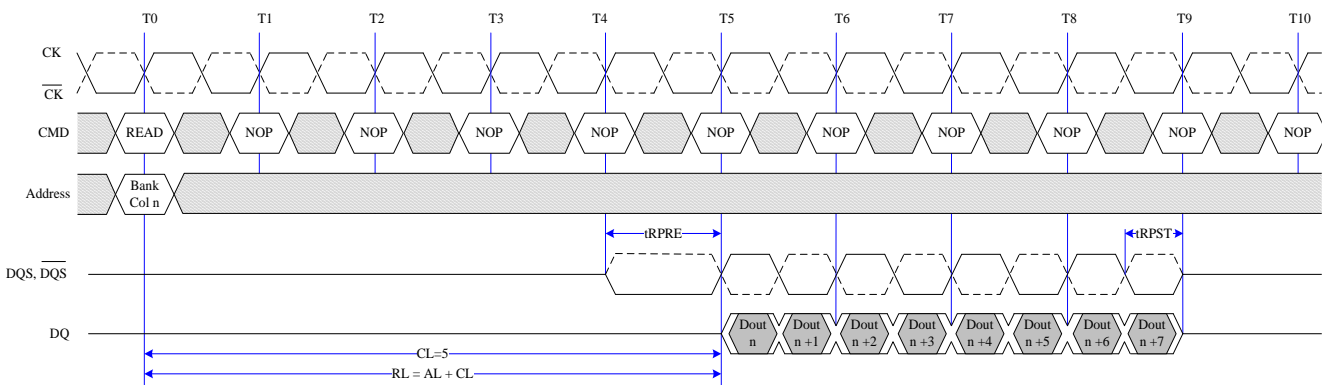 T0 T1 T2 T3 T4 T5 T6 T7 T8 T9 T10
CK
CK
CMD READ NOP NOP NOP NOP NOP NOP NOP NOP NOP NOP
Address Bank
Col n
tRPRE tRPST
DQS, DQS
DQ Dout Dout Dout Dout Dout Dout Dout Dout
n n +1 n +2 n +3 n +4 n +5 n +6 n +7
CL=5
RL = AL + CL